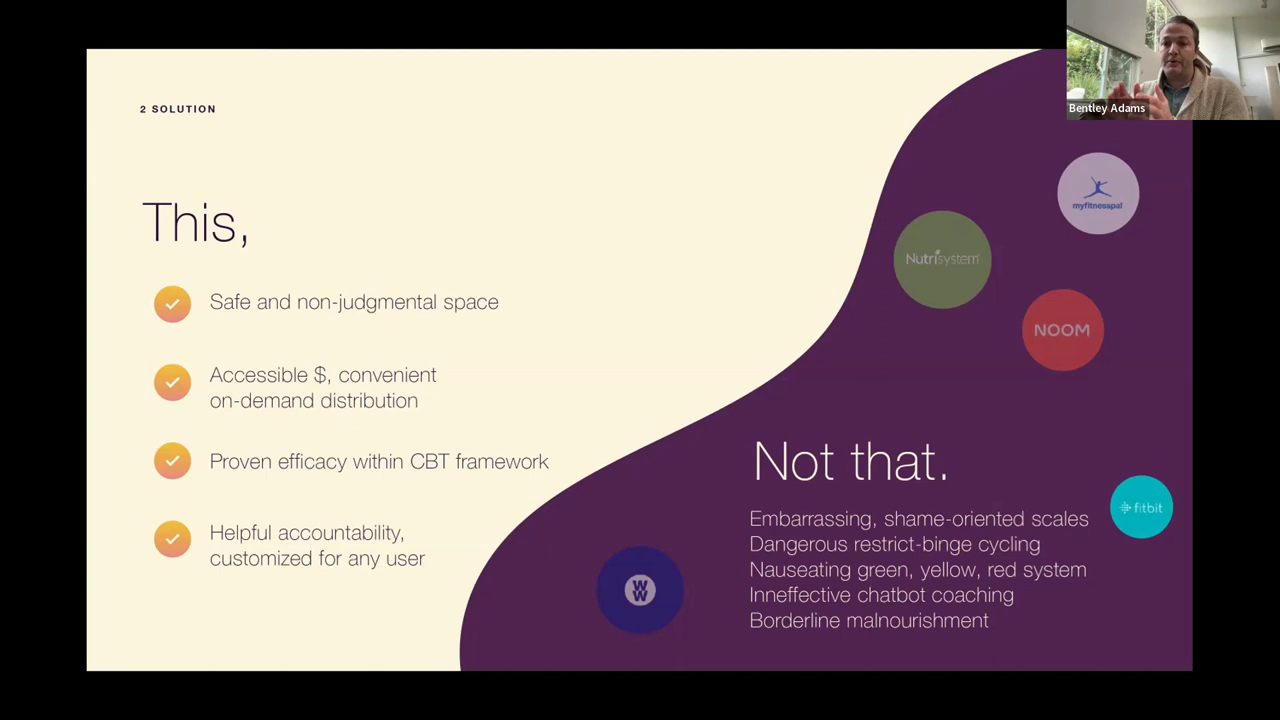 Bentley Adams
2 SOLUTION
This,
Safe and non-judgmental space
Accessible $, convenient
on-demand distribution
Proven efficacy within CBT framework
Helpful accountability,
customized for any user
myfitnesspal
Nutrisystem
NOOM
Not that.
fitbit
Embarrassing, shame-oriented scales
Dangerous restrict-binge cycling
Nauseating green, yellow, red system
Inneffective chatbot coaching
Borderline malnourishment
W
W